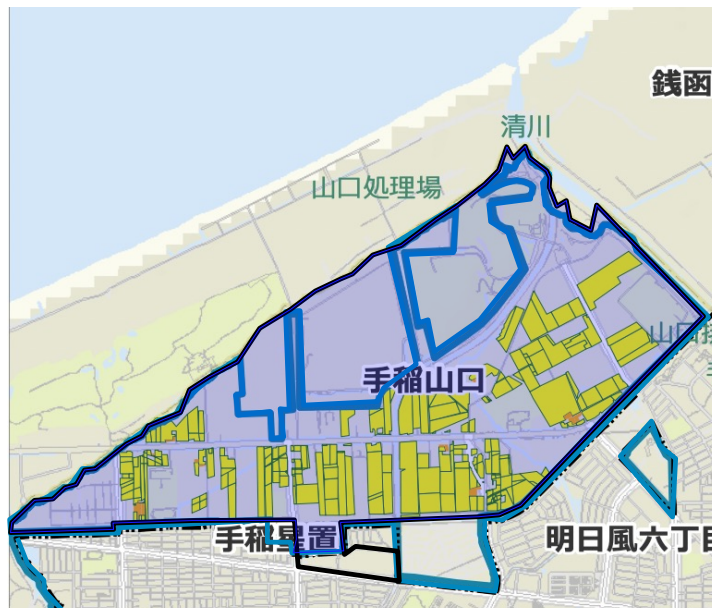 銭函
清川
山口処理場
手稲山口
手稲星置
明日風六丁目